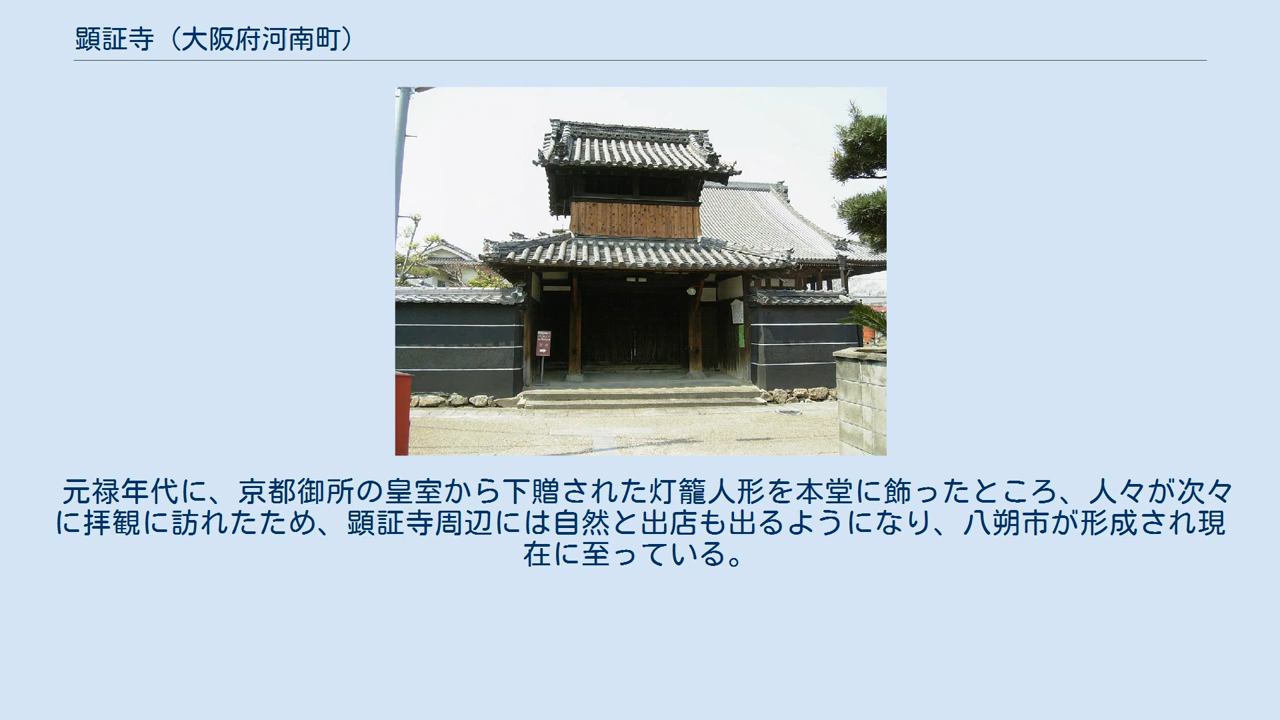 顕証寺（大阪府河南町）
元禄年代に、京都御所の皇室から下贈された灯籠人形を本堂に飾ったところ、人々が次々
に拝観に訪れたため、顕証寺周辺には自然と出店も出るようになり、八朔市が形成され現
在に至っている。